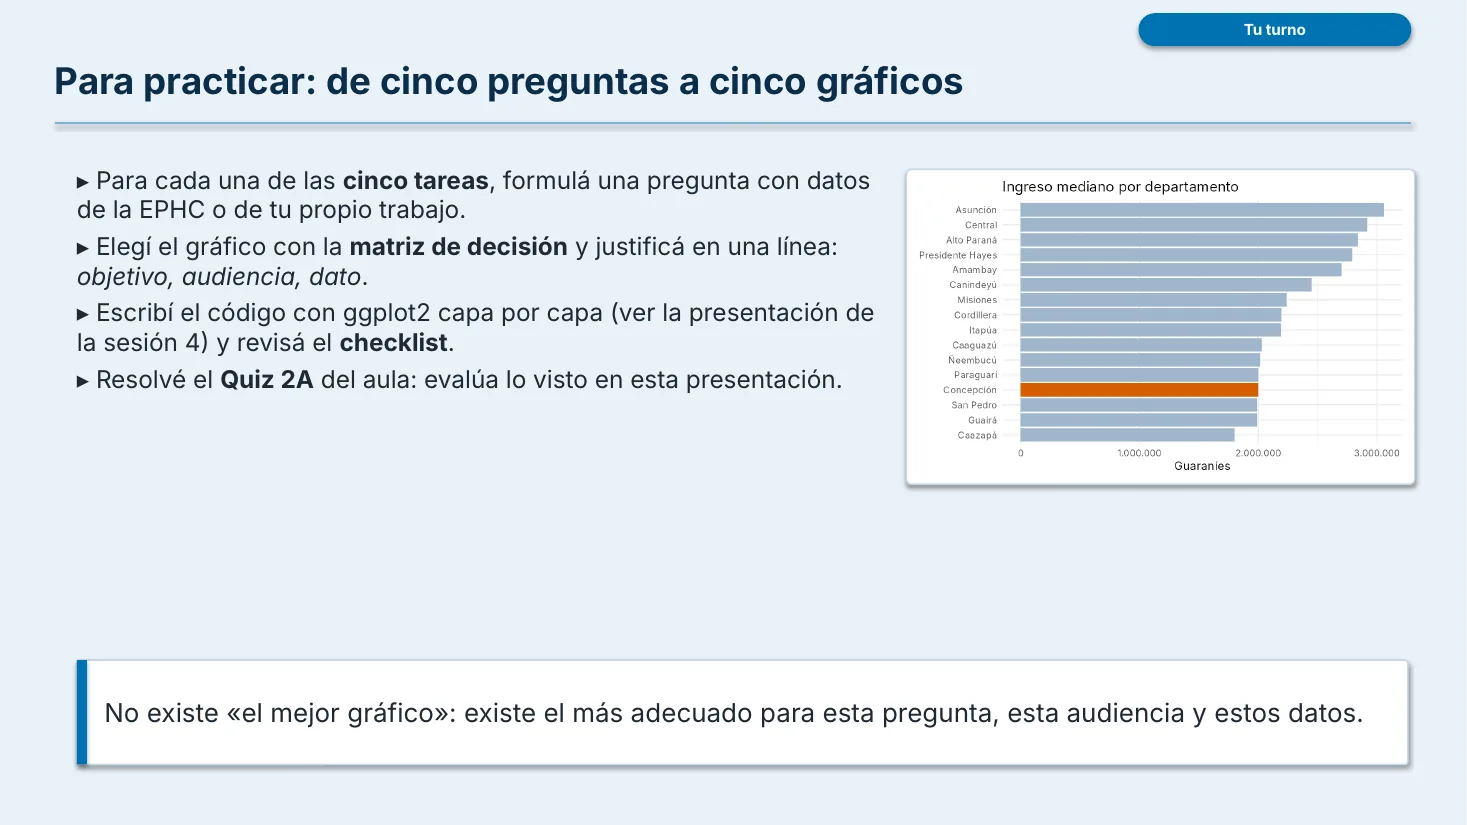 Tu turno
Para practicar: de cinco preguntas a cinco gráficos
▸ Para cada una de las cinco tareas, formulá una pregunta con datos
de la EPHC o de tu propio trabajo.
▸ Elegí el gráfico con la matriz de decisión y justificá en una línea:
objetivo, audiencia, dato.
▸ Escribí el código con ggplot2 capa por capa (ver la presentación de
la sesión 4) y revisá el checklist.
▸ Resolvé el Quiz 2A del aula: evalúa lo visto en esta presentación.
Ingreso mediano por departamento
Asunción
Central
Alto Paraná
Presidente Hayes
Amambay
Canindeyú
Misiones
Cordillera
Itapúa
Caaguazú
Ñeembucú
Paraguarí
Concepción
San Pedro
Guairá
Caazapá
0 1.000.000 2.000.000 3.000.000
Guaraníes
No existe «el mejor gráfico»: existe el más adecuado para esta pregunta, esta audiencia y estos datos.